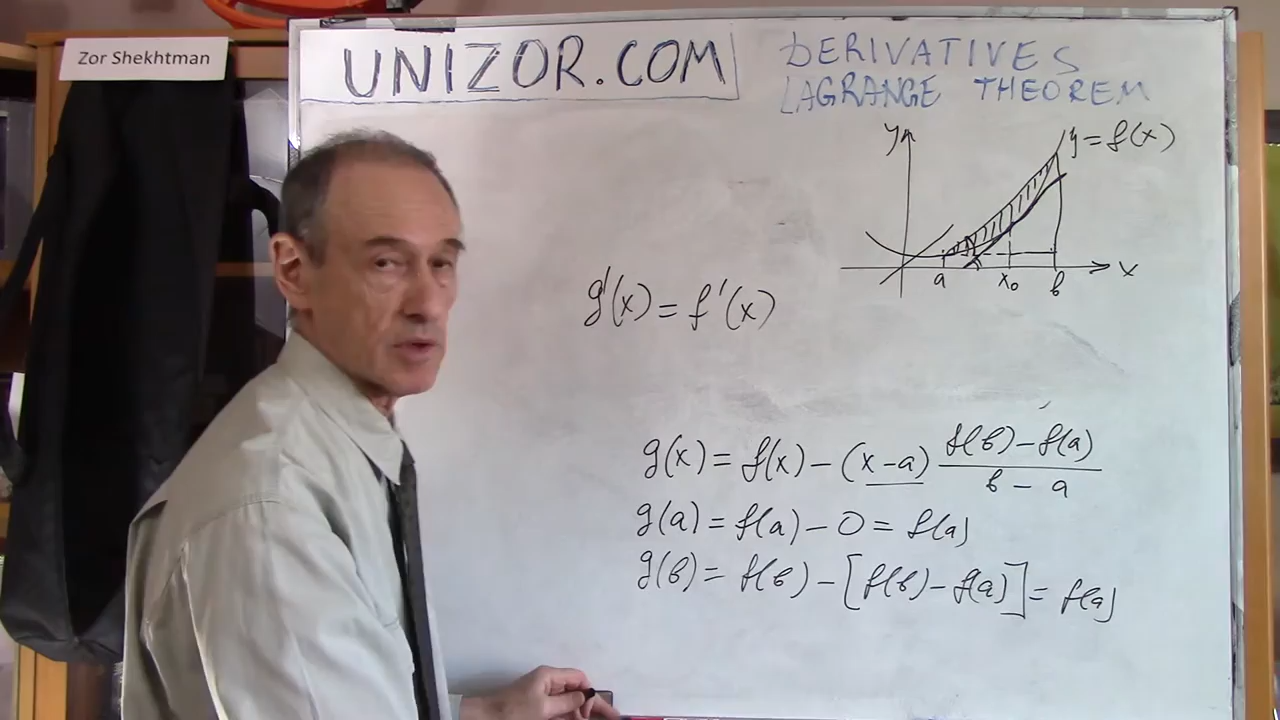 Zor Shekhtman
UNIZOR.COM
DERIVATIVES
LAGRANGE THEOREM
y
y = f(x)
a
x₀
b
x
g'(x) = f'(x)
g(x) = f(x) - (x-a) (f(b) - f(a))/(b - a)
g(a) = f(a) - 0 = f(a)
g(b) = f(b) - [f(b) - f(a)] = f(a)